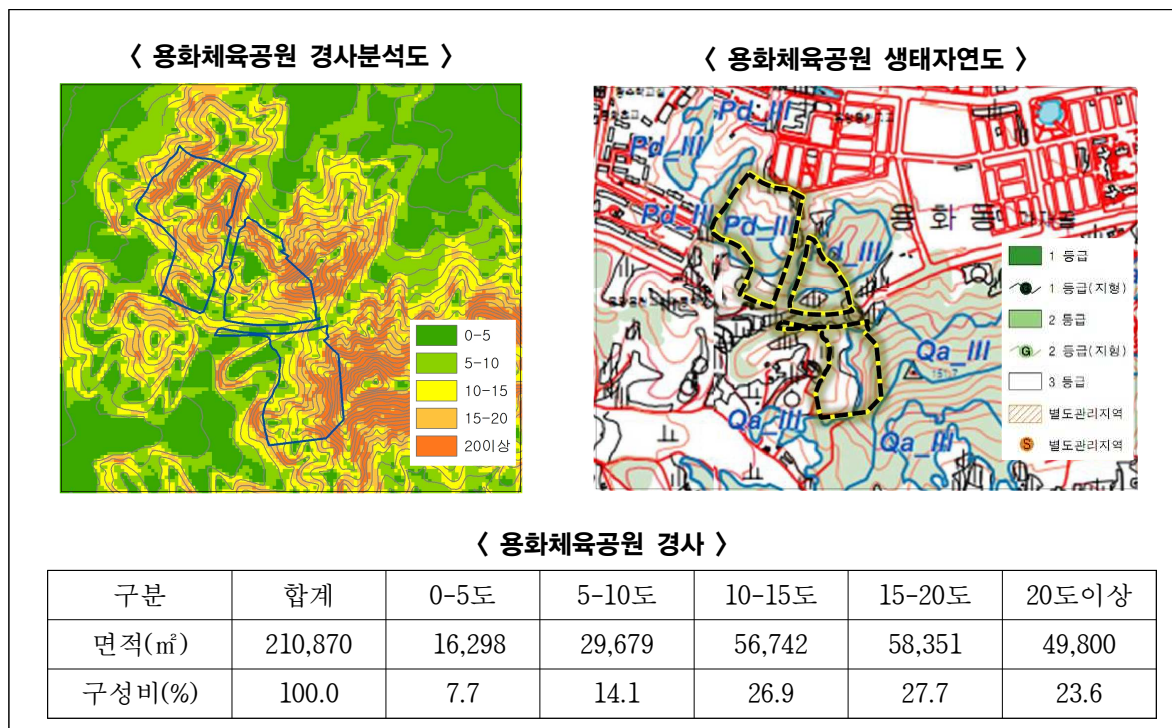 < 용화체육공원 경사분석도 >
< 용화체육공원 생태자연도 >
0-5
5-10
10-15
15-20
20이상
Pd_III
Pd_III
Pd_III
Pd_III
d_III
용화동
Qa_III
Qa_III
Qa_III
1 등급
1 등급(지형)
2 등급
G 2 등급(지형)
3 등급
별도관리지역
S 별도관리지역
< 용화체육공원 경사 >
구분 합계 0-5도 5-10도 10-15도 15-20도 20도이상
면적(㎡) 210,870 16,298 29,679 56,742 58,351 49,800
구성비(%) 100.0 7.7 14.1 26.9 27.7 23.6